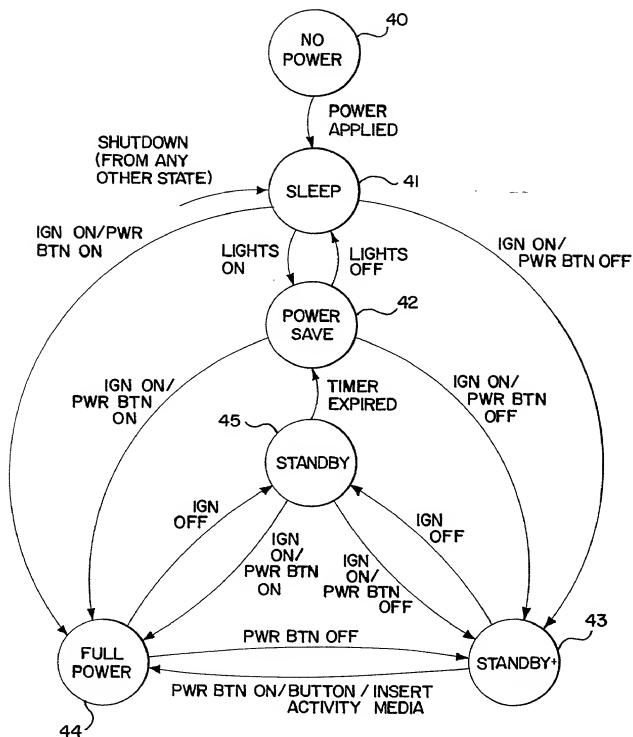 40
NO
POWER
POWER
APPLIED
SHUTDOWN
(FROM ANY
OTHER STATE)
41
SLEEP
IGN ON/PWR
BTN ON
LIGHTS
ON
LIGHTS
OFF
IGN ON/
PWR BTN OFF
42
POWER
SAVE
IGN ON/
PWR BTN
ON
TIMER
EXPIRED
IGN ON/
PWR BTN
OFF
45
STANDBY
IGN
OFF
IGN
ON/
PWR BTN
ON
IGN
ON/
PWR BTN
OFF
IGN
OFF
FULL
POWER
44
PWR BTN OFF
PWR BTN ON/BUTTON/INSERT
ACTIVITY MEDIA
STANDBY+
43